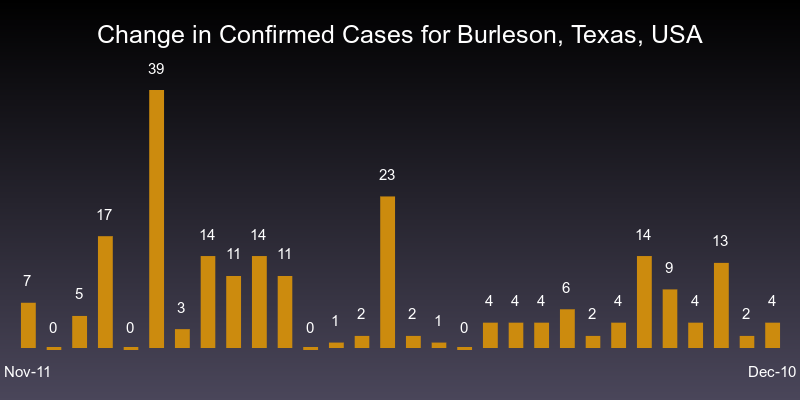 Change in Confirmed Cases for Burleson, Texas, USA
7 0 5 17 0 39 3 14 11 14 11 0 1 2 23 2 1 0 4 4 4 6 2 4 14 9 4 13 2 4
Nov-11 Dec-10